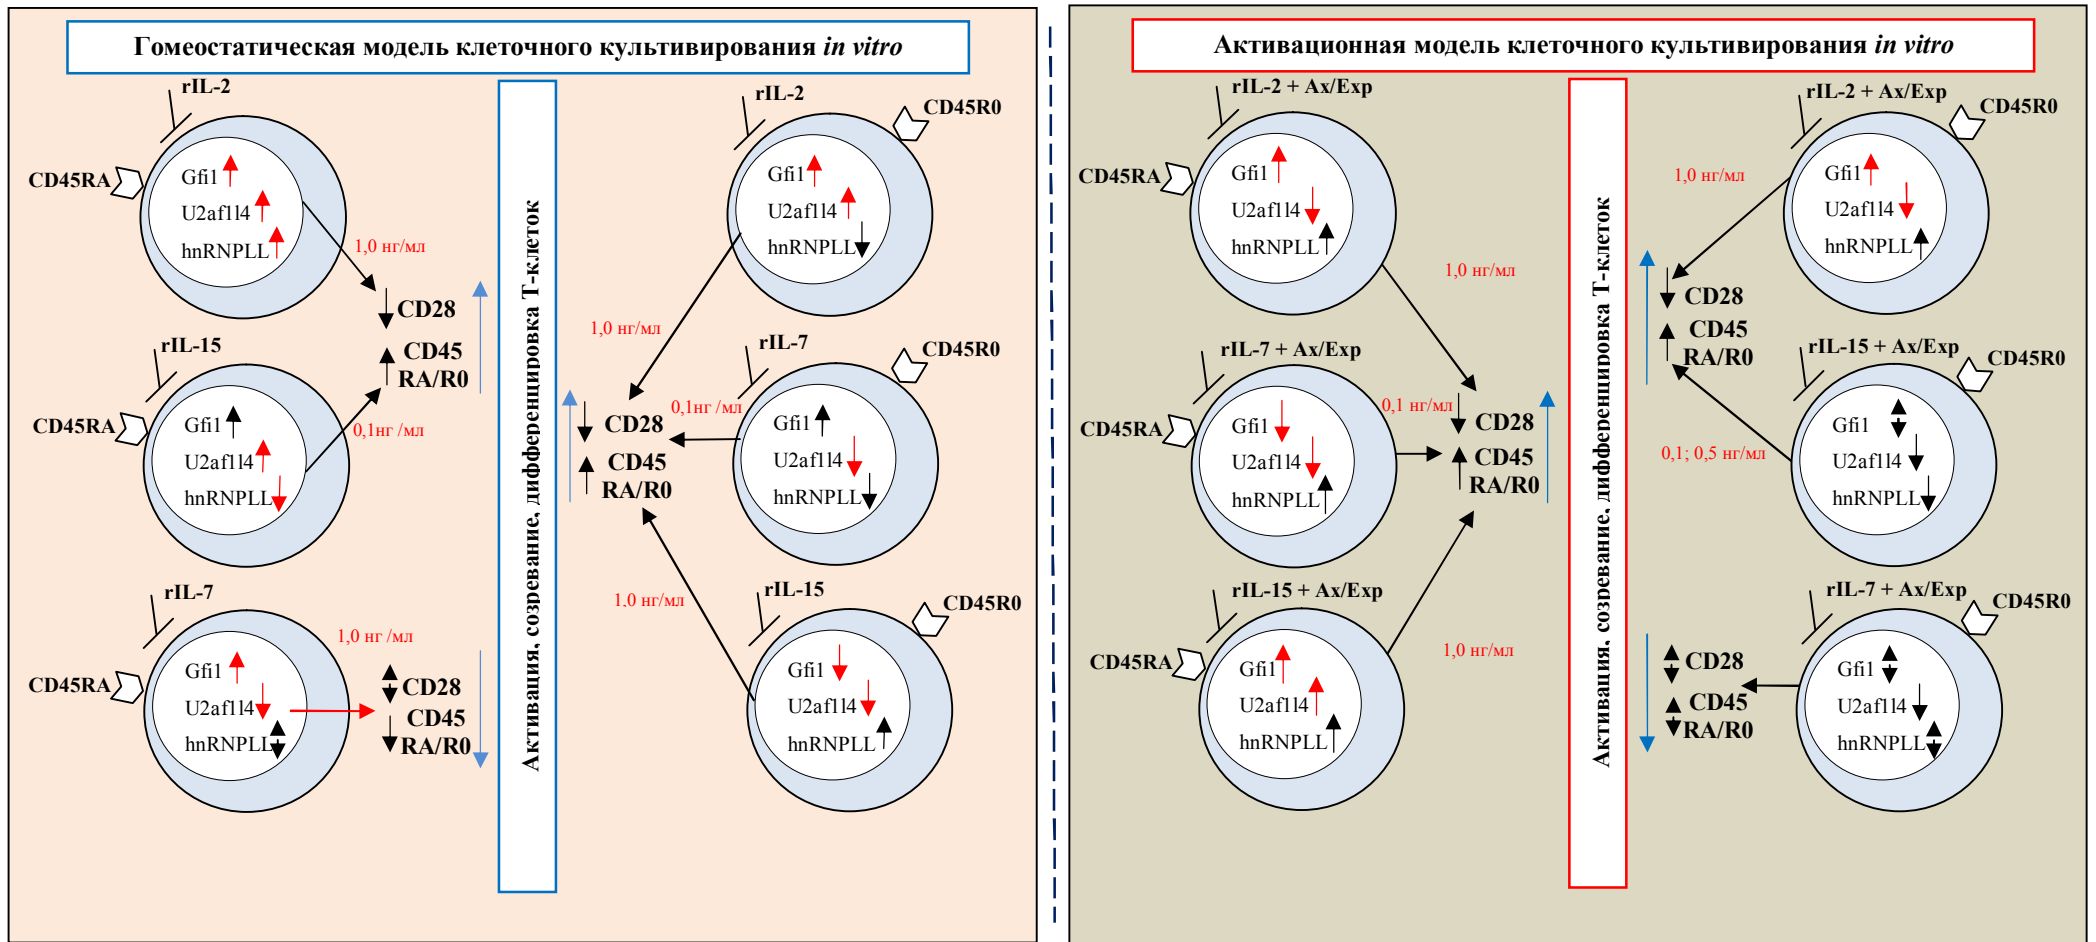 Гомеостатическая модель клеточного культивирования in vitro
rIL-2
CD45RA
Gfi1
U2af1l4
hnRNPLL
1,0 нг/мл
CD28
CD45
RA/R0
rIL-15
CD45RA
Gfi1
U2af1l4
hnRNPLL
0,1нг /мл
rIL-7
CD45RA
Gfi1
U2af1l4
hnRNPLL
1,0 нг /мл
CD28
CD45
RA/R0
Активация, созревание, дифференцировка Т-клеток
rIL-2
CD45R0
Gfi1
U2af1l4
hnRNPLL
1,0 нг/мл
rIL-7
CD45R0
Gfi1
U2af1l4
hnRNPLL
0,1нг /мл
CD28
CD45
RA/R0
rIL-15
CD45R0
Gfi1
U2af1l4
hnRNPLL
1,0 нг/мл
Активационная модель клеточного культивирования in vitro
rIL-2 + Ax/Exp
CD45RA
Gfi1
U2af1l4
hnRNPLL
1,0 нг/мл
rIL-7 + Ax/Exp
CD45RA
Gfi1
U2af1l4
hnRNPLL
0,1 нг/мл
CD28
CD45
RA/R0
rIL-15 + Ax/Exp
CD45RA
Gfi1
U2af1l4
hnRNPLL
1,0 нг/мл
Активация, созревание, дифференцировка Т-клеток
rIL-2 + Ax/Exp
CD45R0
Gfi1
U2af1l4
hnRNPLL
1,0 нг/мл
CD28
CD45
RA/R0
rIL-15 + Ax/Exp
CD45R0
Gfi1
U2af1l4
hnRNPLL
0,1; 0,5 нг/мл
rIL-7 + Ax/Exp
CD45R0
Gfi1
U2af1l4
hnRNPLL
CD28
CD45
RA/R0